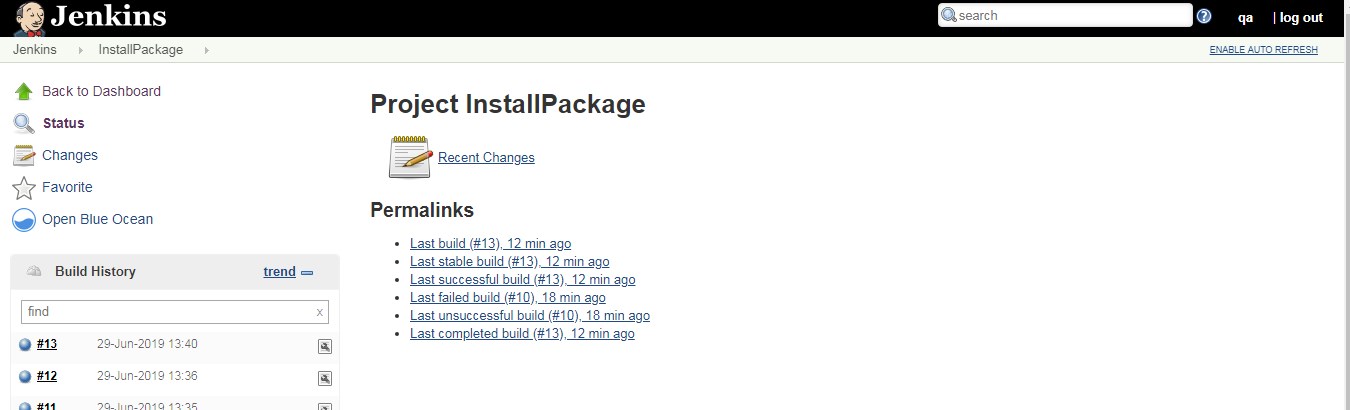 Jenkins
search
qa | log out
Jenkins InstallPackage
ENABLE AUTO REFRESH
Back to Dashboard
Status
Changes
Favorite
Open Blue Ocean
Build History trend
find x
#13 29-Jun-2019 13:40
#12 29-Jun-2019 13:36
#11 29-Jun-2019 13:35
Project InstallPackage
Recent Changes
Permalinks
Last build (#13), 12 min ago
Last stable build (#13), 12 min ago
Last successful build (#13), 12 min ago
Last failed build (#10), 18 min ago
Last unsuccessful build (#10), 18 min ago
Last completed build (#13), 12 min ago